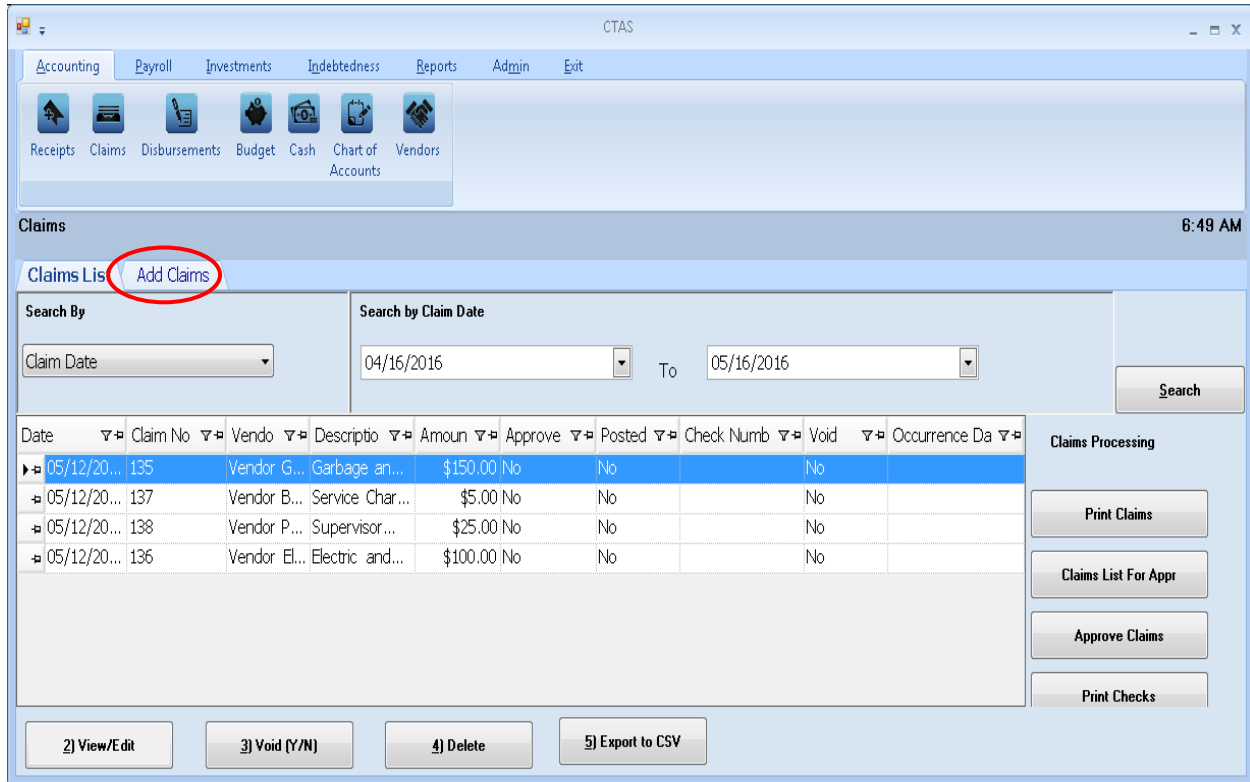 CTAS
Accounting Payroll Investments Indebtedness Reports Admin Exit
Receipts Claims Disbursements Budget Cash Chart of Accounts Vendors
Claims 6:49 AM
Claims Lis Add Claims
Search By Search by Claim Date
Claim Date 04/16/2016 To 05/16/2016
Search
Date Claim No Vendo Descriptio Amoun Approve Posted Check Numb Void Occurrence Da
05/12/20... 135 Vendor G... Garbage an... $150.00 No No No
05/12/20... 137 Vendor B... Service Char... $5.00 No No No
05/12/20... 138 Vendor P... Supervisor... $25.00 No No No
05/12/20... 136 Vendor El... Electric and... $100.00 No No No
Claims Processing
Print Claims
Claims List For Appr
Approve Claims
Print Checks
2) View/Edit 3) Void (Y/N) 4) Delete 5) Export to CSV